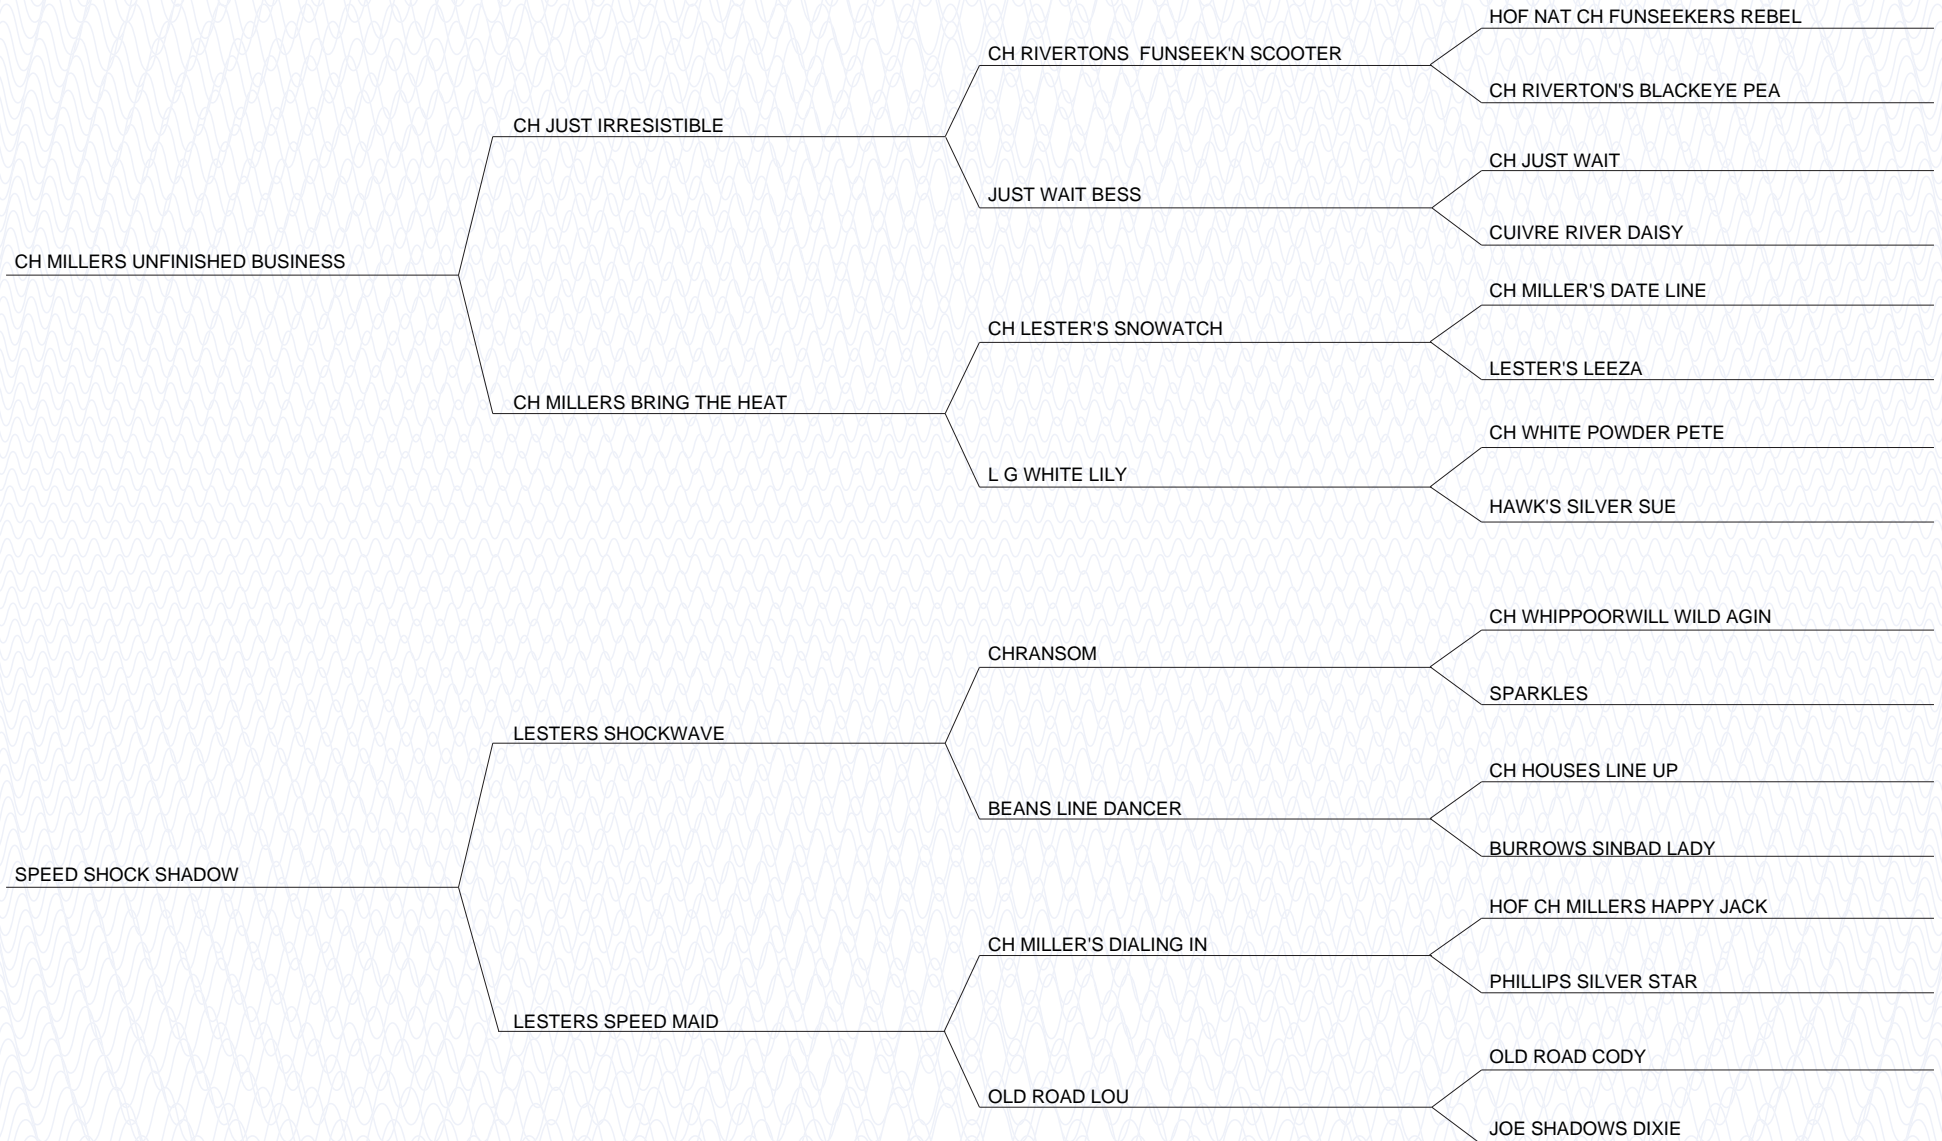 HOF NAT CH FUNSEEKERS REBEL
CH RIVERTONS  FUNSEEK'N SCOOTER
CH RIVERTON'S BLACKEYE PEA
CH JUST IRRESISTIBLE
CH JUST WAIT
JUST WAIT BESS
CUIVRE RIVER DAISY
CH MILLERS UNFINISHED BUSINESS
CH MILLER'S DATE LINE
CH LESTER'S SNOWATCH
LESTER'S LEEZA
CH MILLERS BRING THE HEAT
CH WHITE POWDER PETE
L G WHITE LILY
HAWK'S SILVER SUE
CH WHIPPOORWILL WILD AGIN
CHRANSOM
SPARKLES
LESTERS SHOCKWAVE
CH HOUSES LINE UP
BEANS LINE DANCER
BURROWS SINBAD LADY
SPEED SHOCK SHADOW
HOF CH MILLERS HAPPY JACK
CH MILLER'S DIALING IN
PHILLIPS SILVER STAR
LESTERS SPEED MAID
OLD ROAD CODY
OLD ROAD LOU
JOE SHADOWS DIXIE